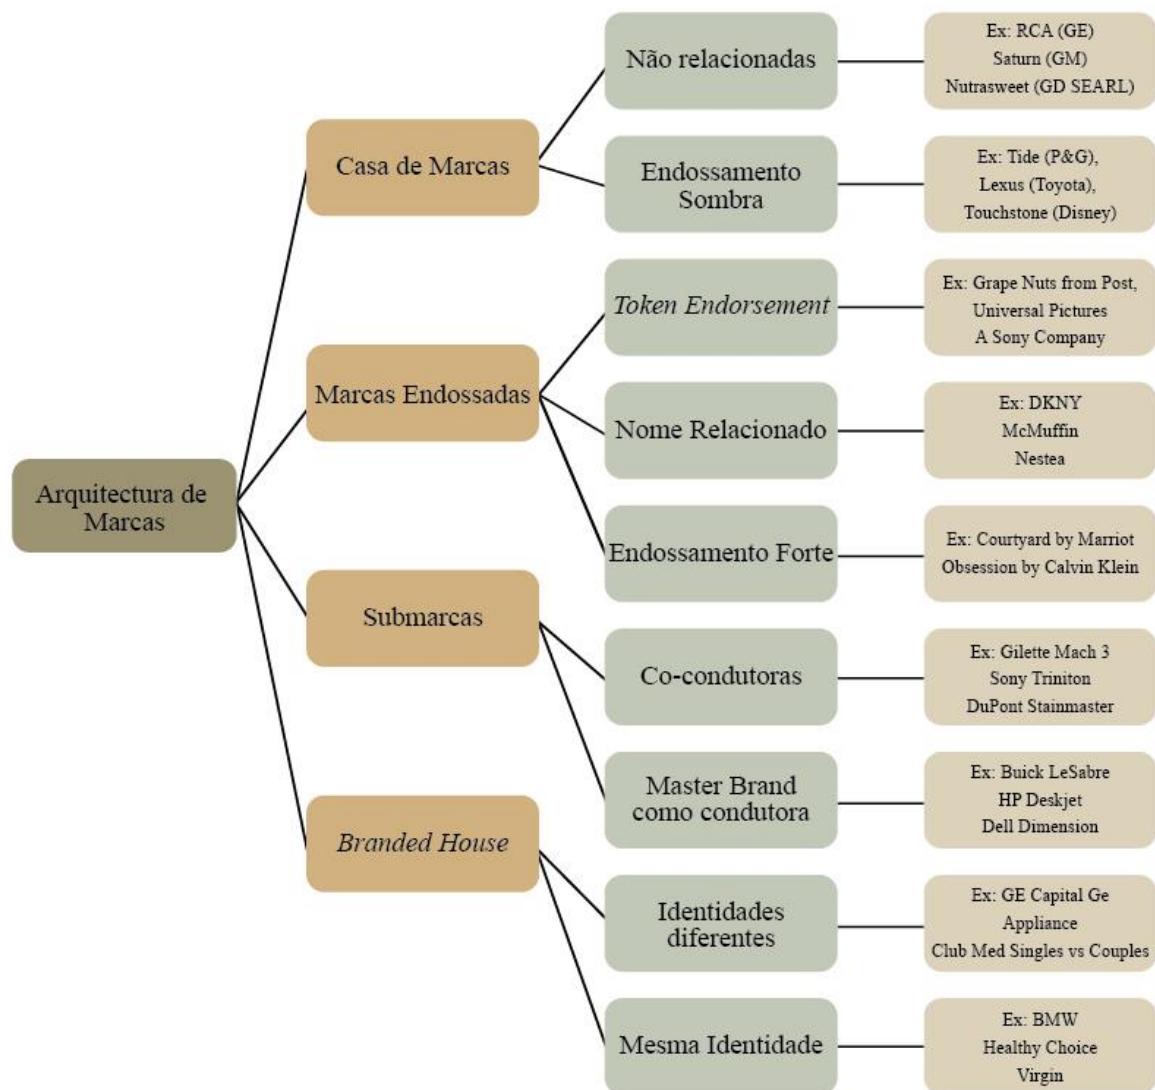 Arquitectura de
Marcas
Casa de Marcas
Não relacionadas
Ex: RCA (GE)
Saturn (GM)
Nutrasweet (GD SEARL)
Endossamento
Sombra
Ex: Tide (P&G),
Lexus (Toyota),
Touchstone (Disney)
Marcas Endossadas
Token Endorsement
Ex: Grape Nuts from Post,
Universal Pictures
A Sony Company
Nome Relacionado
Ex: DKNY
McMuffin
Nestea
Endossamento Forte
Ex: Courtyard by Marriot
Obsession by Calvin Klein
Submarcas
Co-condutoras
Ex: Gilette Mach 3
Sony Triniton
DuPont Stainmaster
Master Brand
como condutora
Ex: Buick LeSabre
HP Deskjet
Dell Dimension
Branded House
Identidades
diferentes
Ex: GE Capital Ge
Appliance
Club Med Singles vs Couples
Mesma Identidade
Ex: BMW
Healthy Choice
Virgin